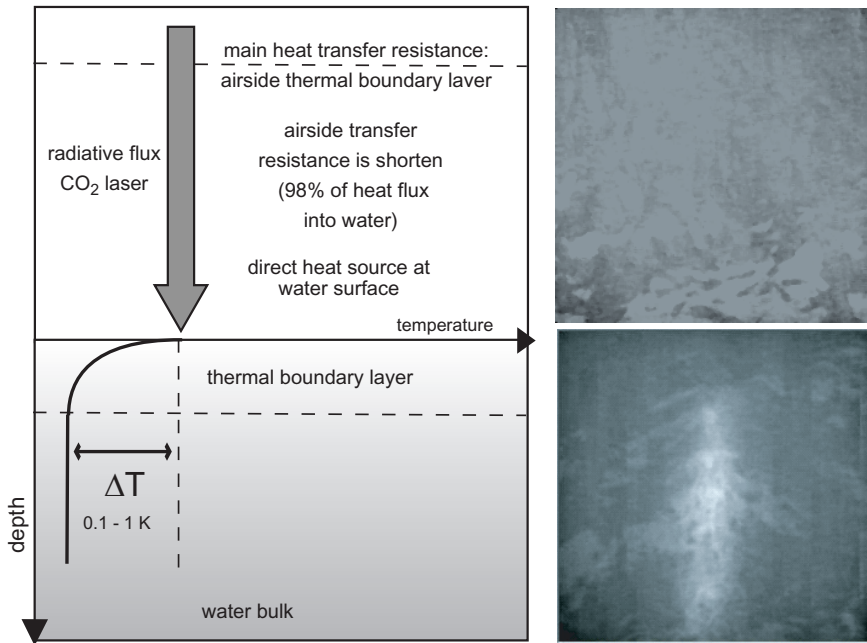 main heat transfer resistance:
airside thermal boundary laver
airside transfer
resistance is shorten
(98% of heat flux
into water)
radiative flux
CO₂ laser
direct heat source at
water surface
temperature
thermal boundary layer
ΔT
0.1 - 1 K
depth
water bulk